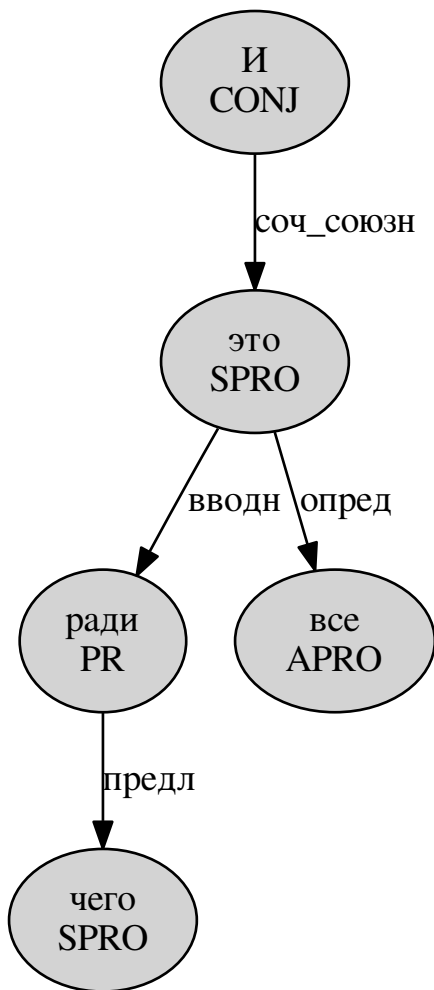 И
CONJ
соч_союзн
это
SPRO
вводн опред
ради
PR
все
APRO
предл
чего
SPRO